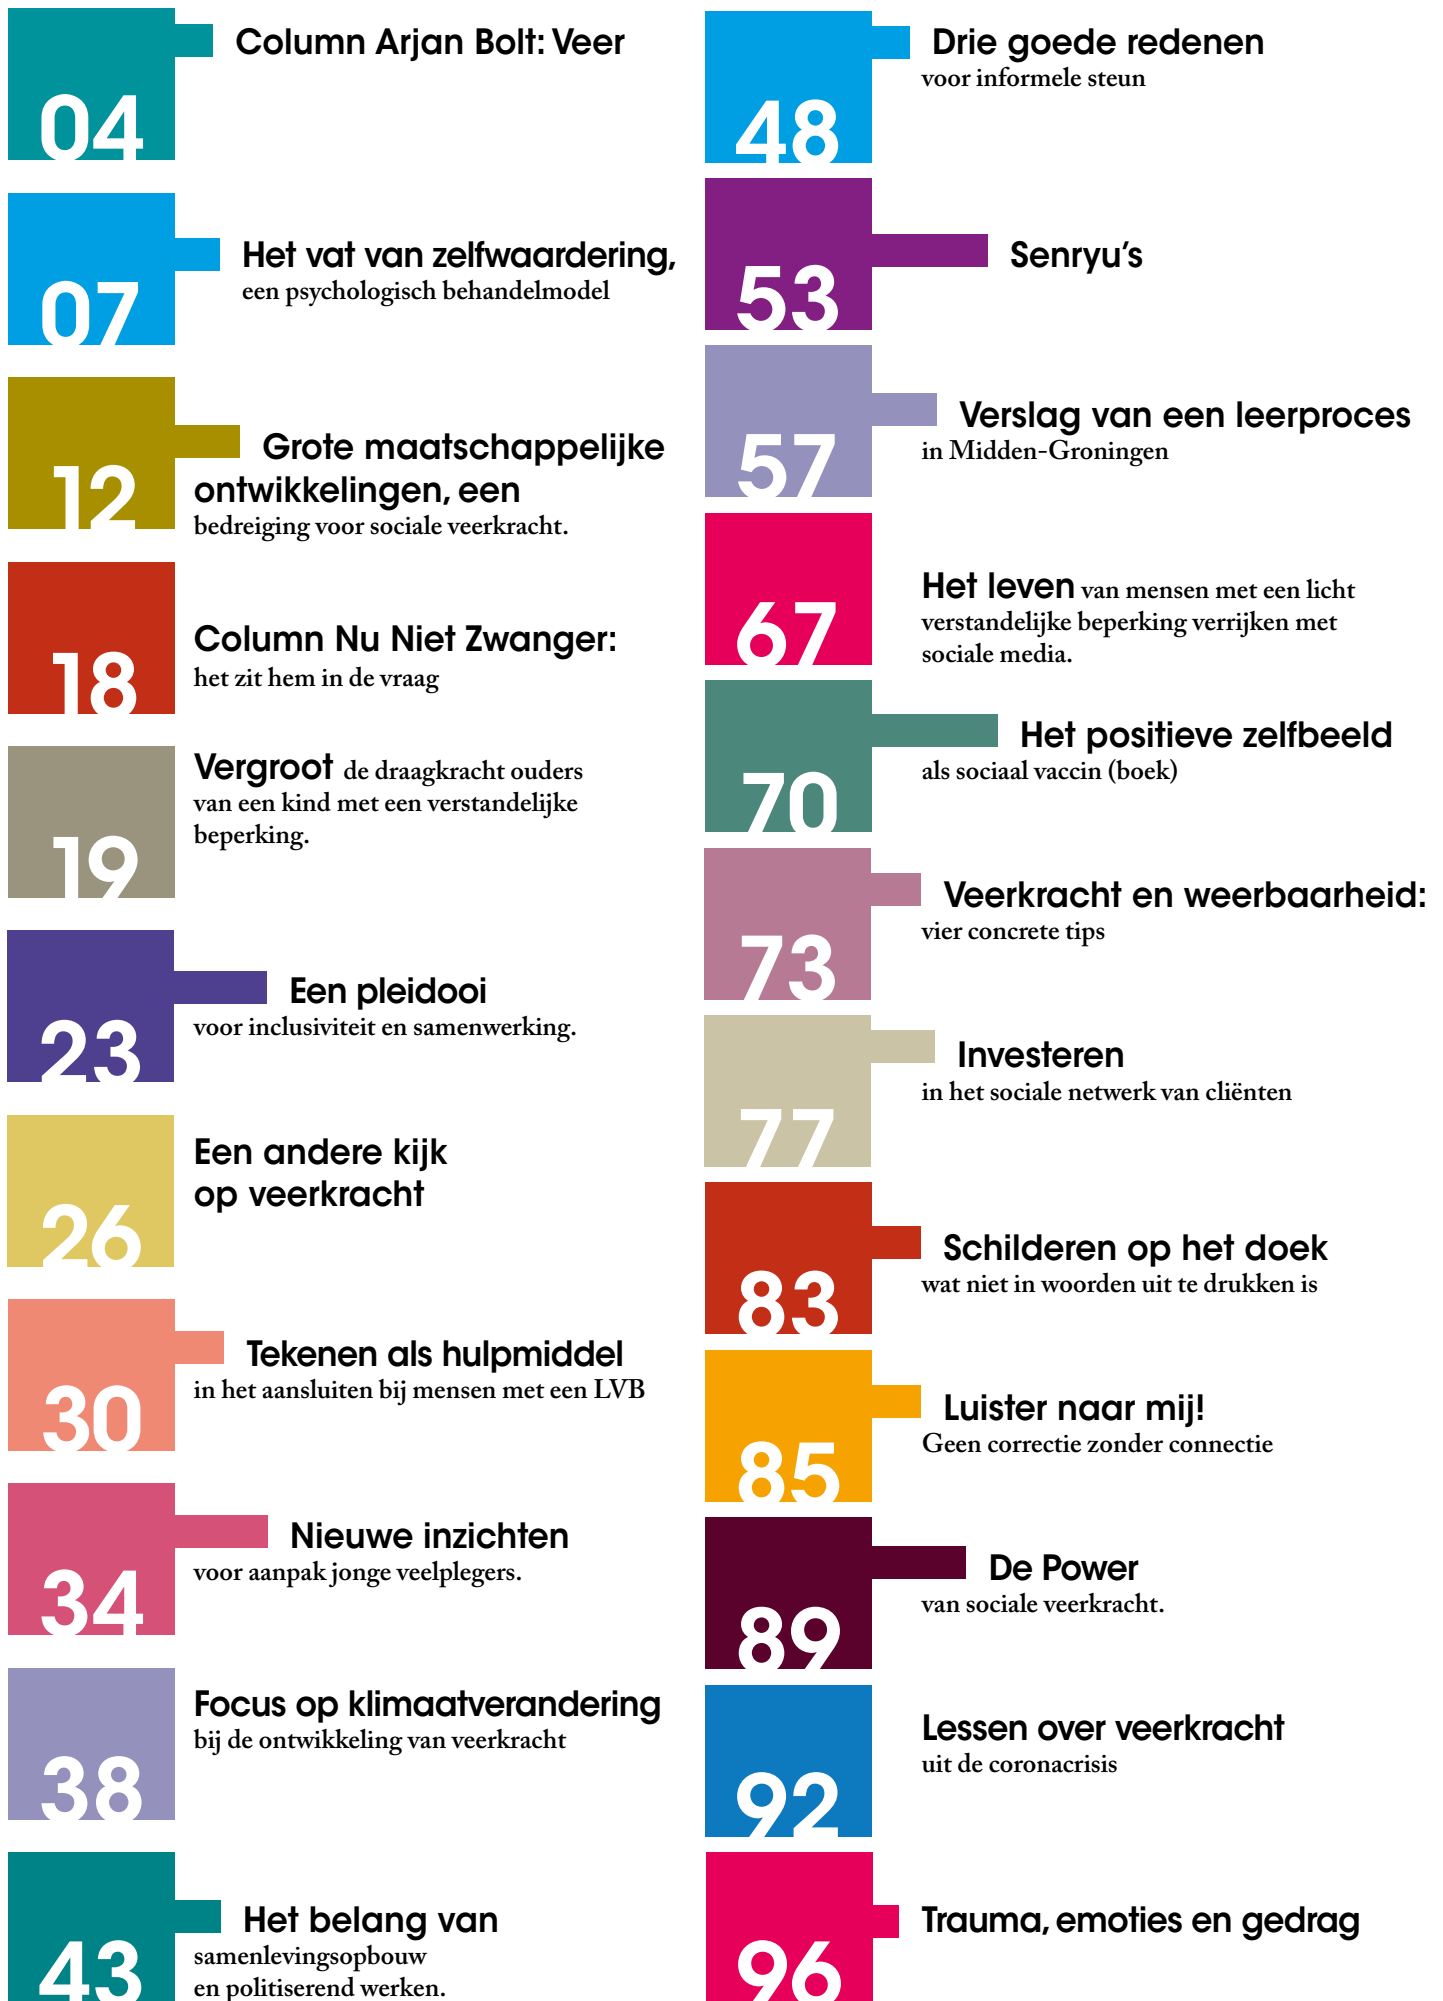 04
Column Arjan Bolt: Veer
07
Het vat van zelfwaardering,
een psychologisch behandelmodel
12
Grote maatschappelijke
ontwikkelingen, een
bedreiging voor sociale veerkracht.
18
Column Nu Niet Zwanger:
het zit hem in de vraag
19
Vergroot de draagkracht ouders
van een kind met een verstandelijke
beperking.
23
Een pleidooi
voor inclusiviteit en samenwerking.
26
Een andere kijk
op veerkracht
30
Tekenen als hulpmiddel
in het aansluiten bij mensen met een LVB
34
Nieuwe inzichten
voor aanpak jonge veelplegers.
38
Focus op klimaatverandering
bij de ontwikkeling van veerkracht
43
Het belang van
samenlevingsopbouw
en politiserend werken.
48
Drie goede redenen
voor informele steun
53
Senryu’s
57
Verslag van een leerproces
in Midden-Groningen
67
Het leven van mensen met een licht
verstandelijke beperking verrijken met
sociale media.
70
Het positieve zelfbeeld
als sociaal vaccin (boek)
73
Veerkracht en weerbaarheid:
vier concrete tips
77
Investeren
in het sociale netwerk van cliënten
83
Schilderen op het doek
wat niet in woorden uit te drukken is
85
Luister naar mij!
Geen correctie zonder connectie
89
De Power
van sociale veerkracht.
92
Lessen over veerkracht
uit de coronacrisis
96
Trauma, emoties en gedrag